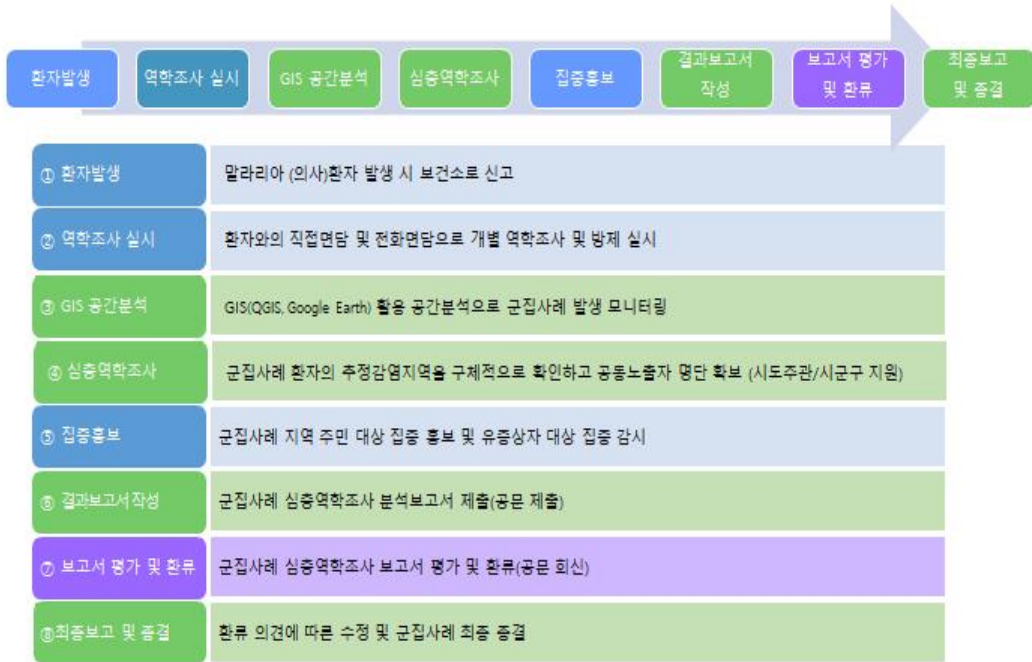 환자발생
역학조사 실시
GIS 공간분석
심층역학조사
집중홍보
결과보고서
작성
보고서 평가
및 환류
최종보고
및 종결
① 환자발생
말라리아 (의사)환자 발생 시 보건소로 신고
② 역학조사 실시
환자와의 직접면담 및 전화면담으로 개별 역학조사 및 방제 실시
③ GIS 공간분석
GIS(QGIS, Google Earth) 활용 공간분석으로 군집사례 발생 모니터링
④ 심층역학조사
군집사례 환자의 추정감염지역을 구체적으로 확인하고 공동노출자 명단 확보 (시도주관/시군구 지원)
⑤ 집중홍보
군집사례 지역 주민 대상 집중 홍보 및 유증상자 대상 집중 감시
⑥ 결과보고서작성
군집사례 심층역학조사 분석보고서 제출(공문 제출)
⑦ 보고서 평가 및 환류
군집사례 심층역학조사 보고서 평가 및 환류(공문 회신)
⑧최종보고 및 종결
환류 의견에 따른 수정 및 군집사례 최종 종결